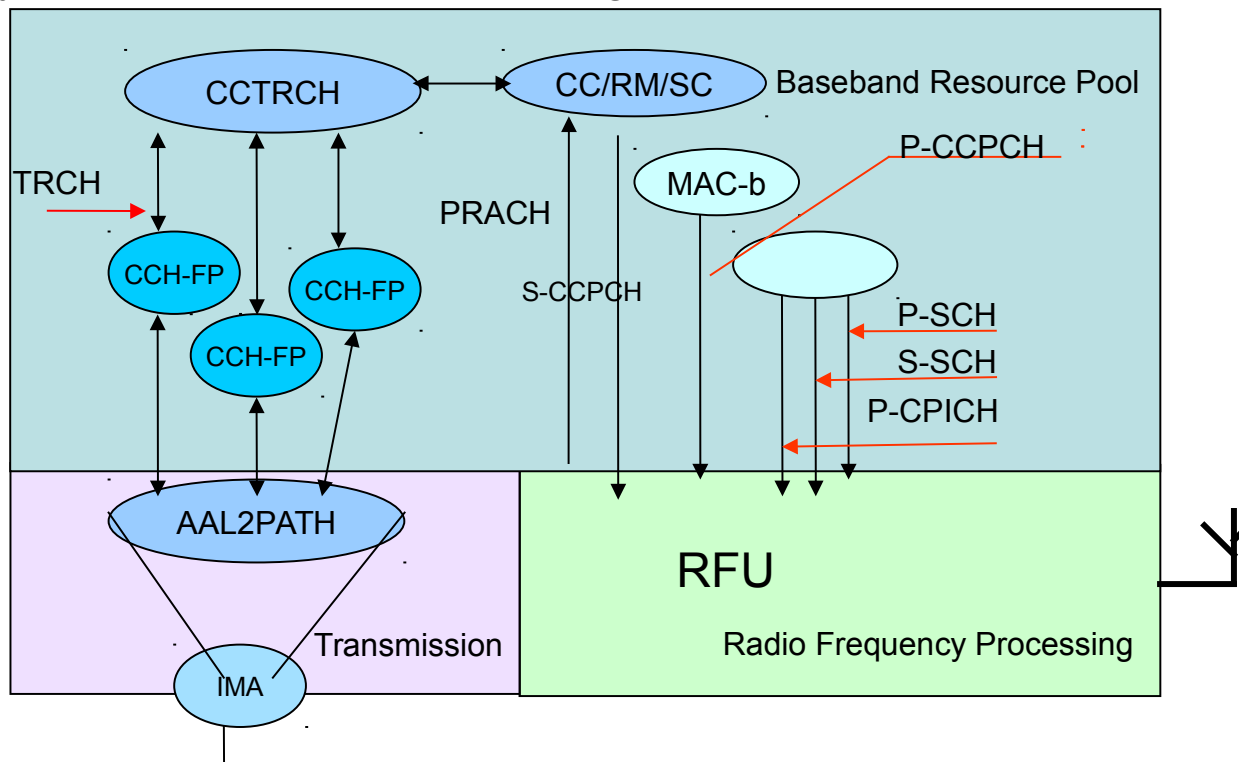 CCTRCH
CC/RM/SC
Baseband Resource Pool
P-CCPCH
TRCH
MAC-b
PRACH
CCH-FP
CCH-FP
S-CCPCH
P-SCH
CCH-FP
S-SCH
P-CPICH
AAL2PATH
RFU
Transmission
Radio Frequency Processing
IMA